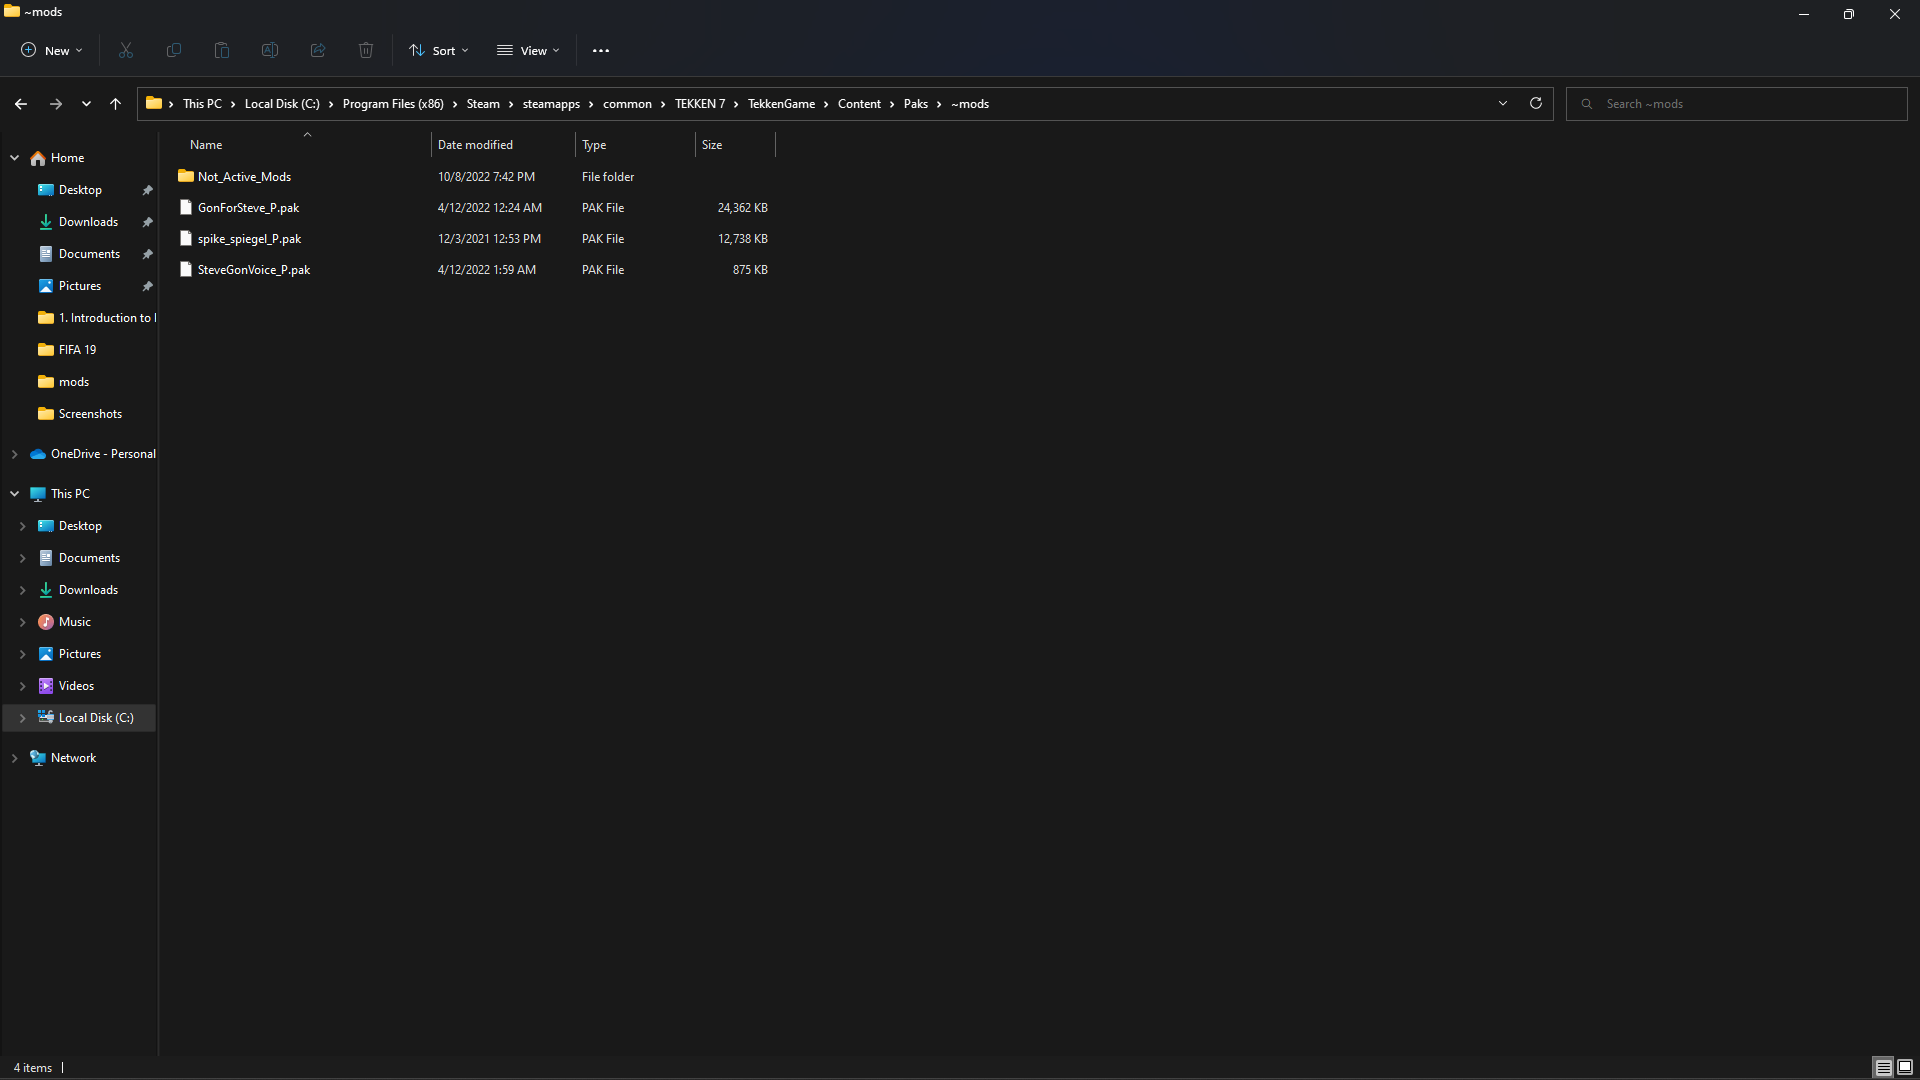 ~mods
New Sort View
This PC Local Disk (C:) Program Files (x86) Steam steamapps common TEKKEN 7 TekkenGame Content Paks ~mods
Search ~mods
Name Date modified Type Size
Not_Active_Mods 10/8/2022 7:42 PM File folder
GonForSteve_P.pak 4/12/2022 12:24 AM PAK File 24,362 KB
spike_spiegel_P.pak 12/3/2021 12:53 PM PAK File 12,738 KB
SteveGonVoice_P.pak 4/12/2022 1:59 AM PAK File 875 KB
Home
Desktop
Downloads
Documents
Pictures
1. Introduction to
FIFA 19
mods
Screenshots
OneDrive - Personal
This PC
Desktop
Documents
Downloads
Music
Pictures
Videos
Local Disk (C:)
Network
4 items